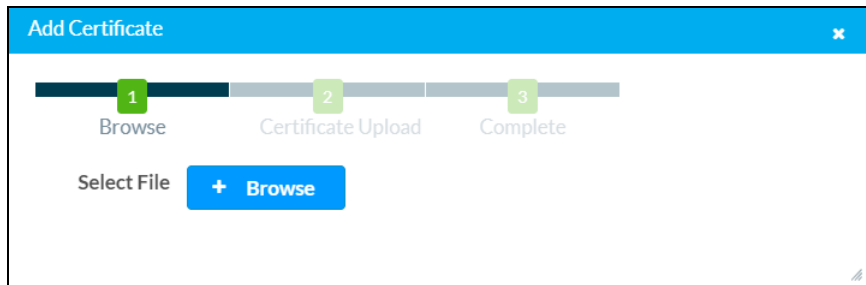 Add Certificate
1 2 3
Browse Certificate Upload Complete
Select File + Browse